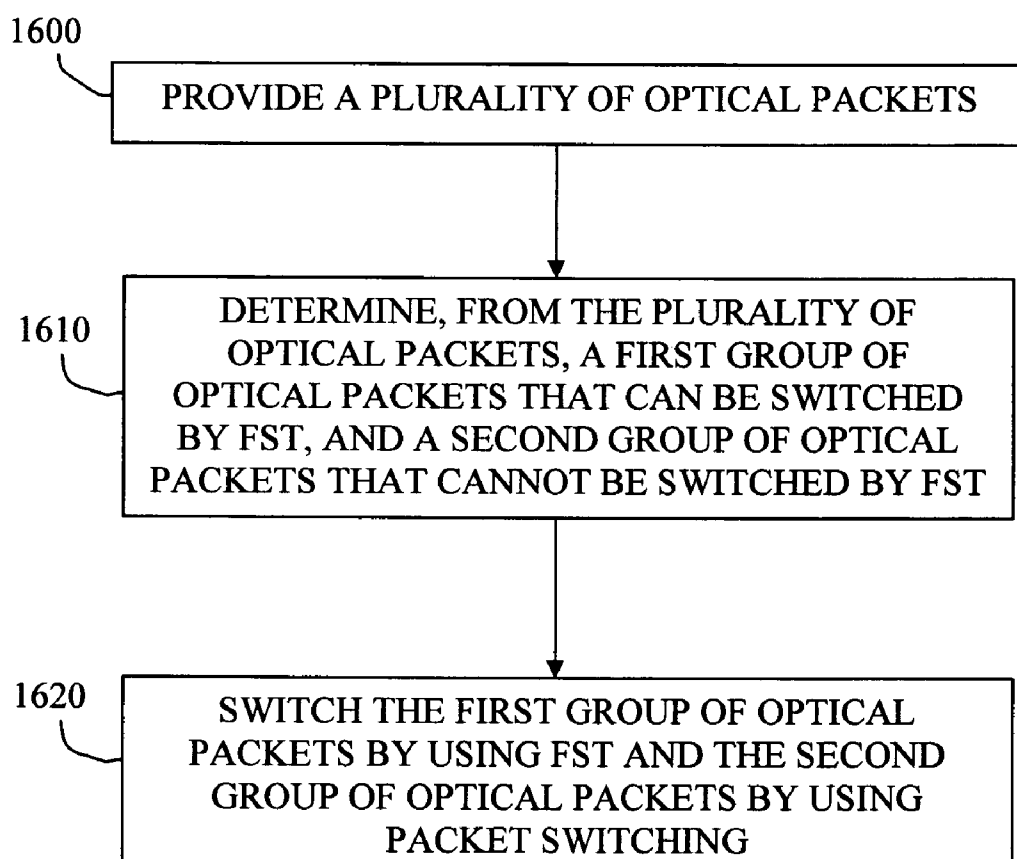 1600
PROVIDE A PLURALITY OF OPTICAL PACKETS
1610
DETERMINE, FROM THE PLURALITY OF
OPTICAL PACKETS, A FIRST GROUP OF
OPTICAL PACKETS THAT CAN BE SWITCHED
BY FST, AND A SECOND GROUP OF OPTICAL
PACKETS THAT CANNOT BE SWITCHED BY FST
1620
SWITCH THE FIRST GROUP OF OPTICAL
PACKETS BY USING FST AND THE SECOND
GROUP OF OPTICAL PACKETS BY USING
PACKET SWITCHING